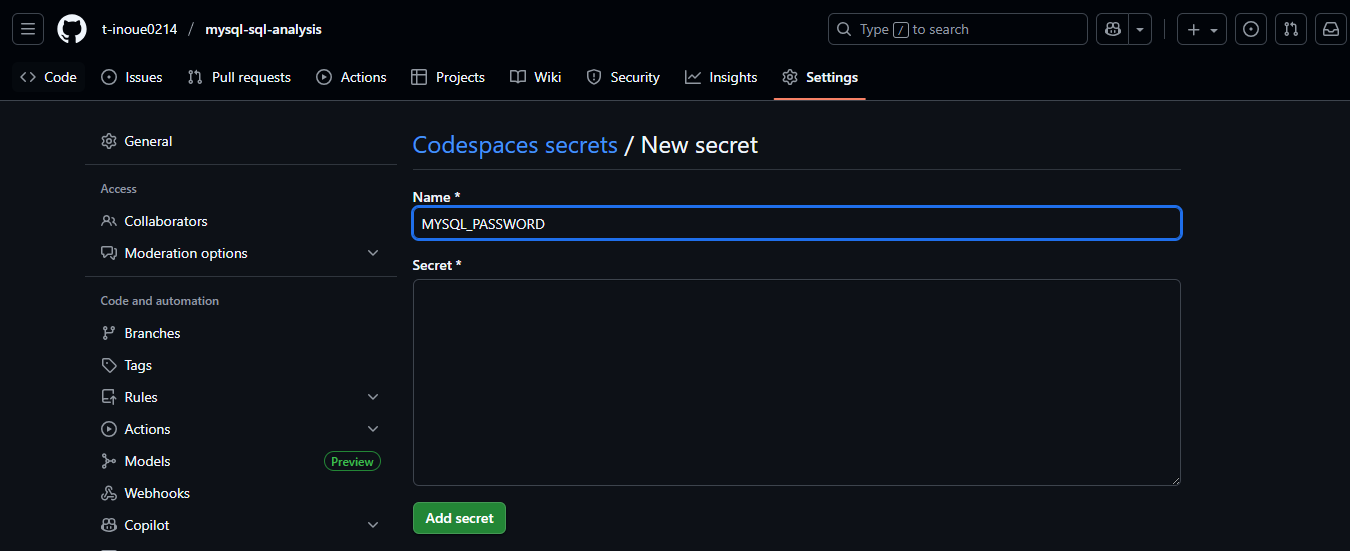 t-inoue0214 / mysql-sql-analysis
Type / to search
Code Issues Pull requests Actions Projects Wiki Security Insights Settings
General
Access
Collaborators
Moderation options
Code and automation
Branches
Tags
Rules
Actions
Models Preview
Webhooks
Copilot
Codespaces secrets / New secret
Name *
MYSQL_PASSWORD
Secret *
Add secret